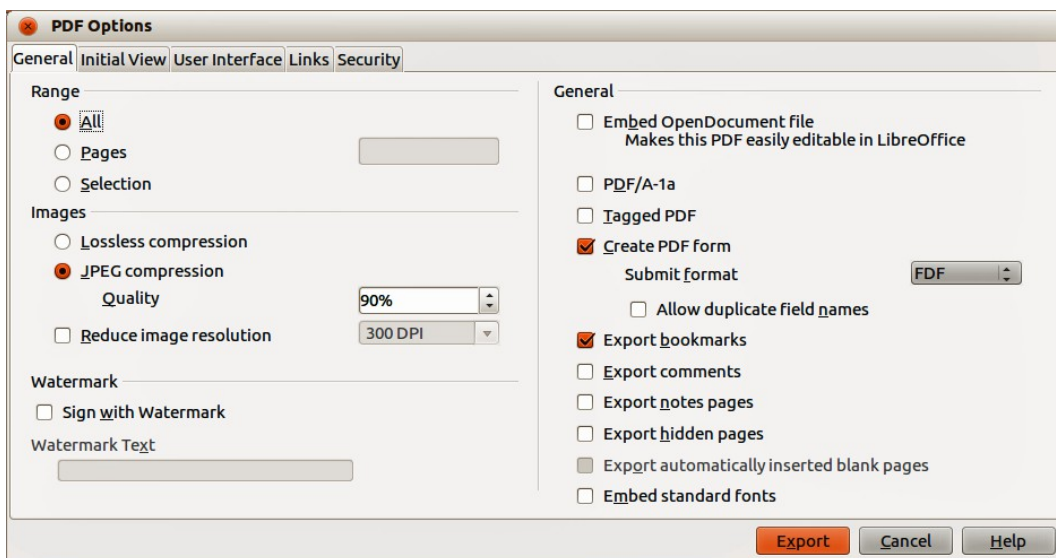 PDF Options
General Initial View User Interface Links Security
Range
All
Pages
Selection
Images
Lossless compression
JPEG compression
Quality 90%
Reduce image resolution 300 DPI
Watermark
Sign with Watermark
Watermark Text
General
Embed OpenDocument file
Makes this PDF easily editable in LibreOffice
PDF/A-1a
Tagged PDF
Create PDF form
Submit format FDF
Allow duplicate field names
Export bookmarks
Export comments
Export notes pages
Export hidden pages
Export automatically inserted blank pages
Embed standard fonts
Export Cancel Help